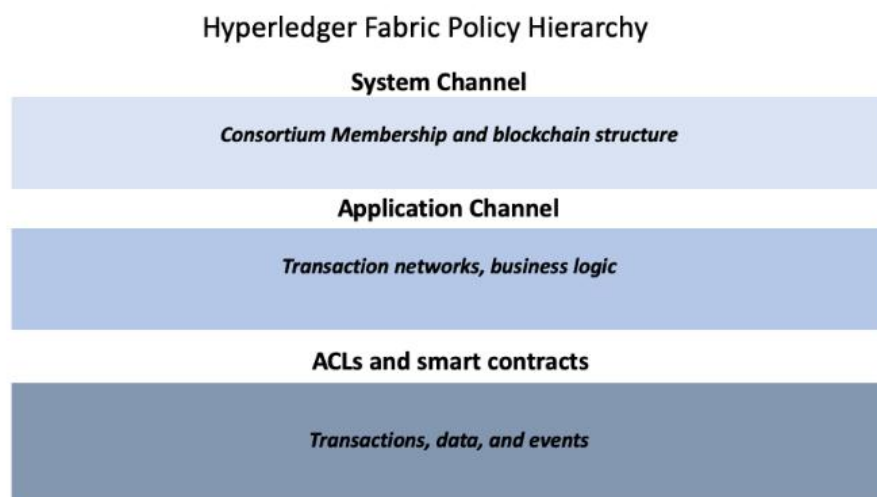 Hyperledger Fabric Policy Hierarchy
System Channel
Consortium Membership and blockchain structure
Application Channel
Transaction networks, business logic
ACLs and smart contracts
Transactions, data, and events